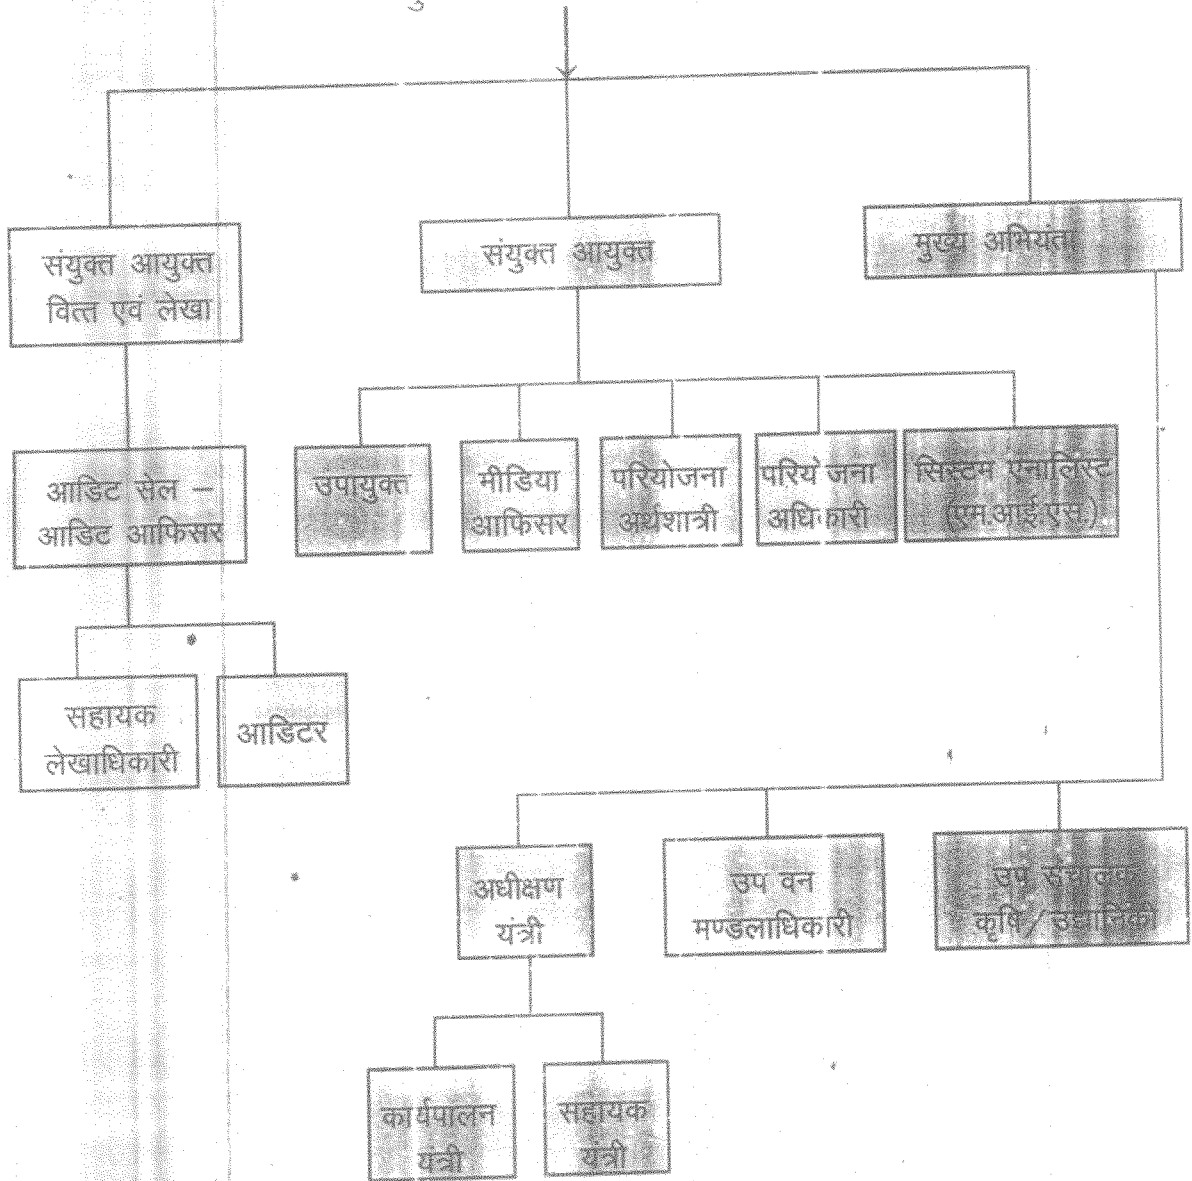 संयुक्त आयुक्त
वित्त एवं लेखा
संयुक्त आयुक्त
मुख्य अभियंता
आडिट सेल –
आडिट आफिसर
उपायुक्त
मीडिया
आफिसर
परियोजना
अर्थशात्री
परियोजना
अधिकारी
सिस्टम एनालिस्ट
(एम.आई.एस.)
सहायक
लेखाधिकारी
आडिटर
अधीक्षण
यंत्री
उप वन
मण्डलाधिकारी
उप संचालक
कृषि/उद्यानिकी
कार्यपालन
यंत्री
सहायक
यंत्री